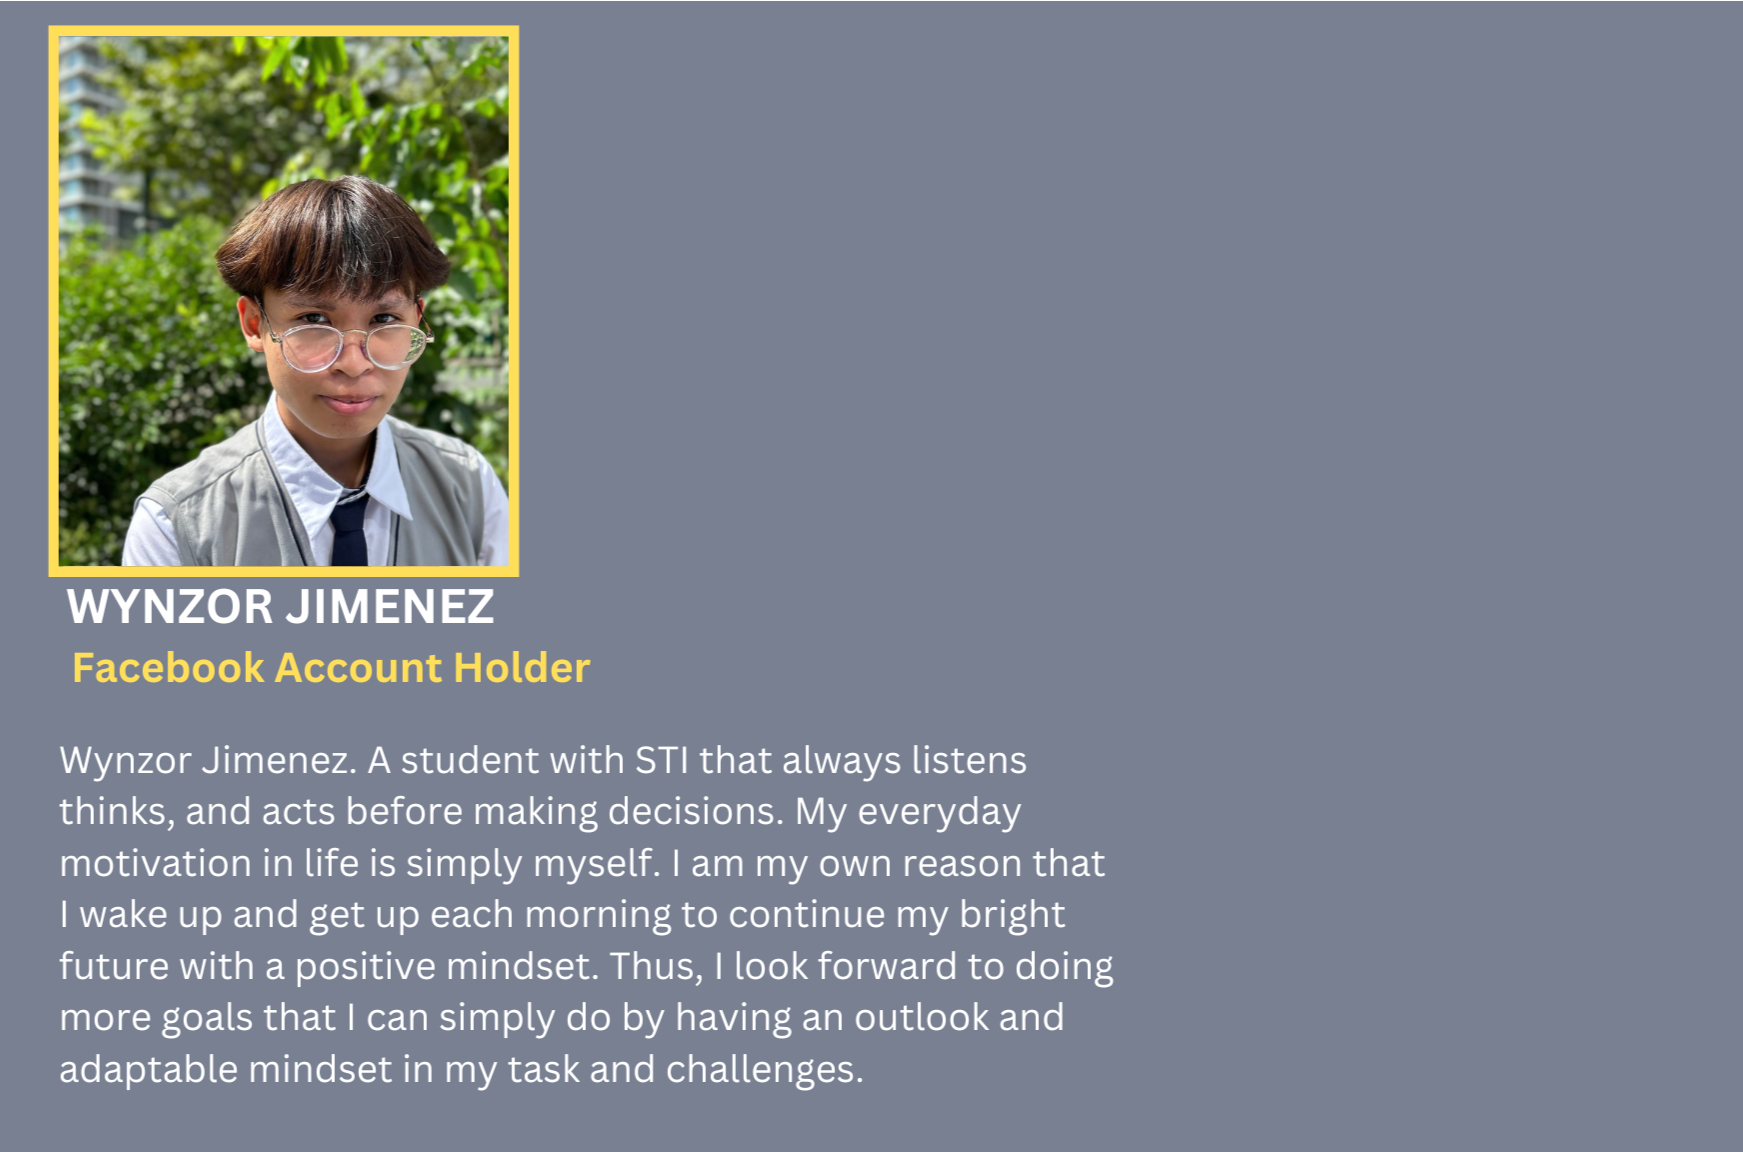 WYNZOR JIMENEZ
Facebook Account Holder
Wynzor Jimenez. A student with STI that always listens
thinks, and acts before making decisions. My everyday
motivation in life is simply myself. I am my own reason that
I wake up and get up each morning to continue my bright
future with a positive mindset. Thus, I look forward to doing
more goals that I can simply do by having an outlook and
adaptable mindset in my task and challenges.